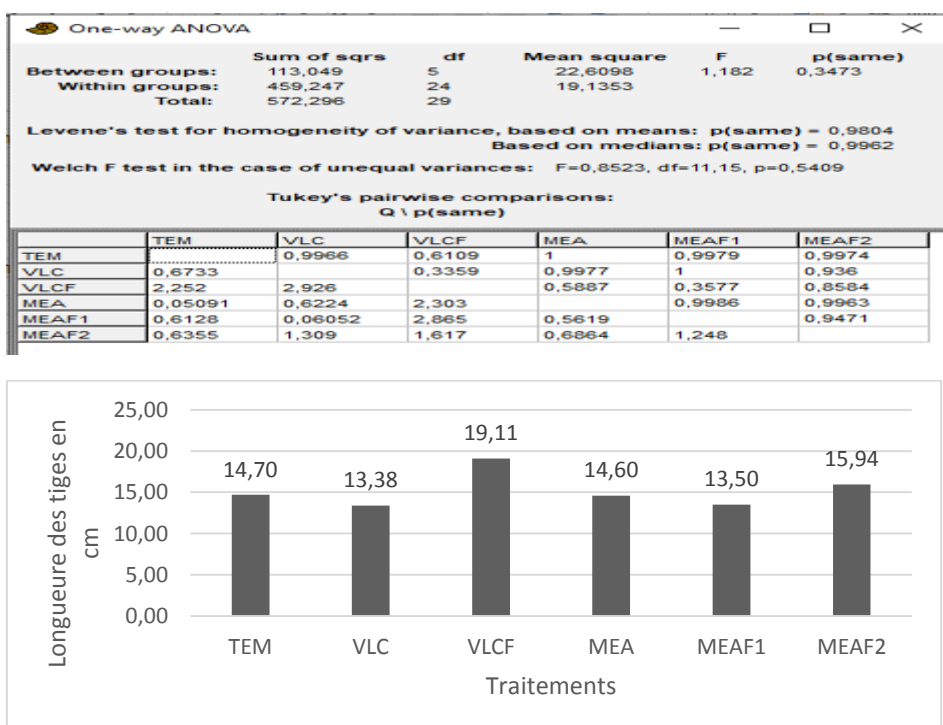 One-way ANOVA
Sum of sqrs df Mean square F p(same)
Between groups: 113,049 5 22,6098 1,182 0,3473
Within groups: 459,247 24 19,1353
Total: 572,296 29
Levene's test for homogeneity of variance, based on means: p(same) = 0,9804
Based on medians: p(same) = 0,9962
Welch F test in the case of unequal variances: F=0,8523, df=11,15, p=0,5409
Tukey's pairwise comparisons:
Q \ p(same)
TEM VLC VLCF MEA MEAF1 MEAF2
TEM 0,9966 0,6109 1 0,9979 0,9974
VLC 0,6733 0,3359 0,9977 1 0,936
VLCF 2,252 2,926 0,5887 0,3577 0,8584
MEA 0,05091 0,6224 2,303 0,9986 0,9963
MEAF1 0,6128 0,06052 2,865 0,5619 0,9471
MEAF2 0,6355 1,309 1,617 0,6864 1,248
Longueure des tiges en
cm
25,00
20,00
15,00
10,00
5,00
0,00
14,70
13,38
19,11
14,60
13,50
15,94
TEM VLC VLCF MEA MEAF1 MEAF2
Traitements